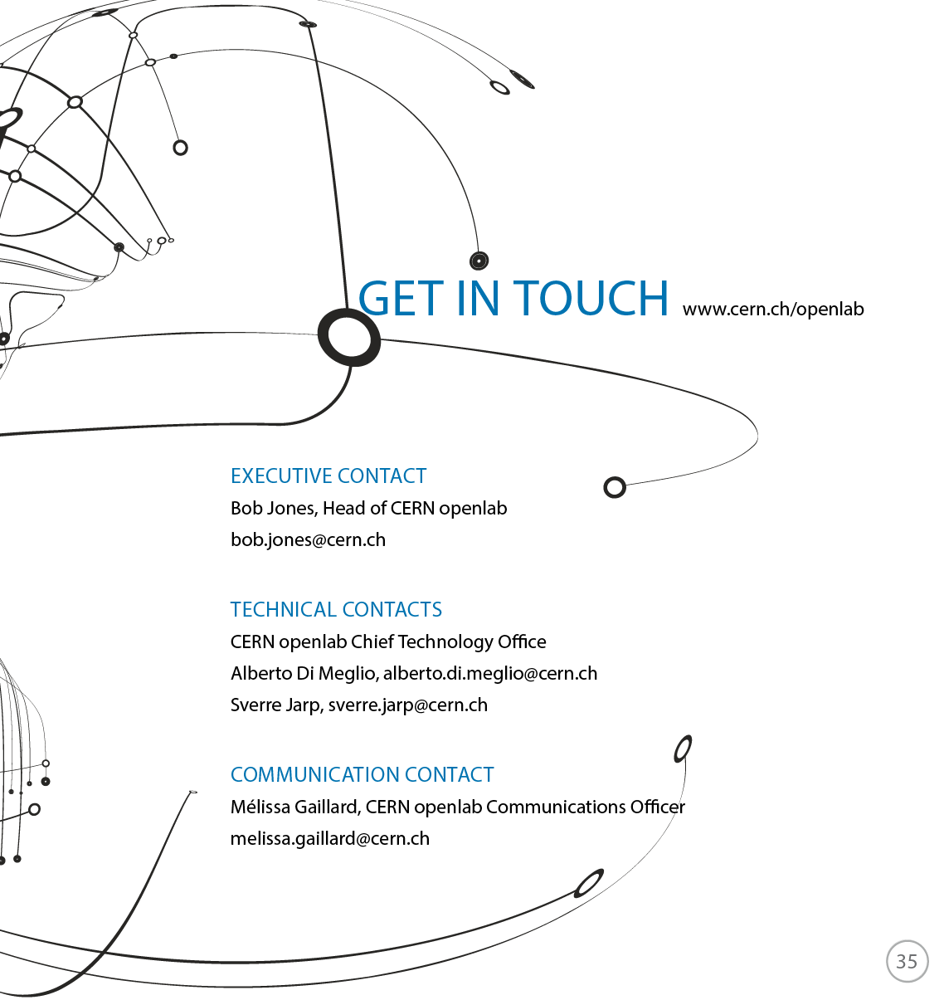 GET IN TOUCH www.cern.ch/openlab
EXECUTIVE CONTACT
Bob Jones, Head of CERN openlab
bob.jones@cern.ch
TECHNICAL CONTACTS
CERN openlab Chief Technology Office
Alberto Di Meglio, alberto.di.meglio@cern.ch
Sverre Jarp, sverre.jarp@cern.ch
COMMUNICATION CONTACT
Mélissa Gaillard, CERN openlab Communications Officer
melissa.gaillard@cern.ch
35